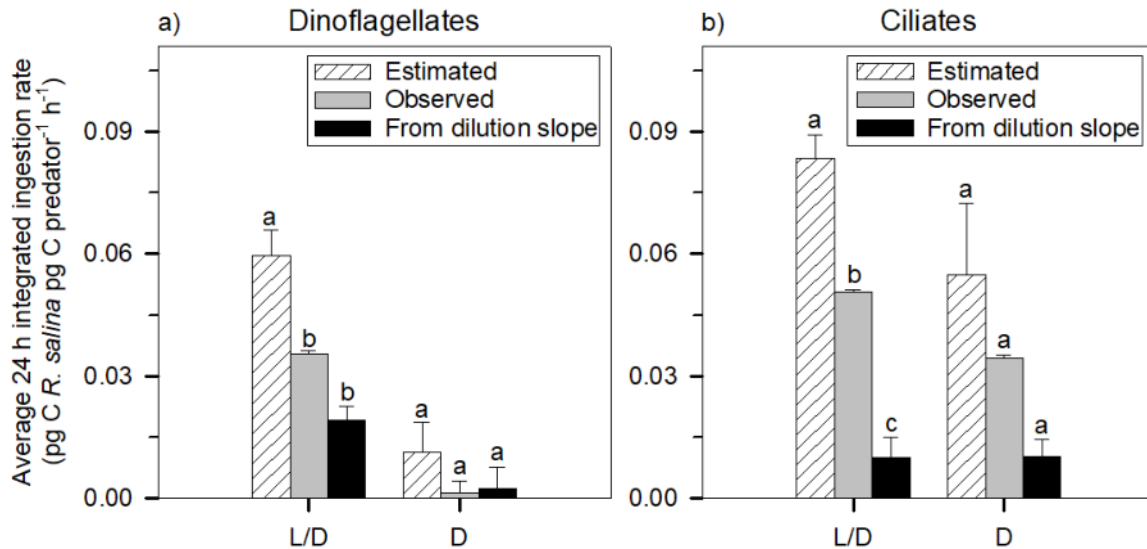 a)
Dinoflagellates
Average 24 h integrated ingestion rate
(pg C R. salina pg C predator⁻¹ h⁻¹)
Estimated
Observed
From dilution slope
0.09
0.06
0.03
0.00
a
b
b
a
a
a
L/D
D
b)
Ciliates
Estimated
Observed
From dilution slope
0.09
0.06
0.03
0.00
a
b
c
a
a
a
L/D
D